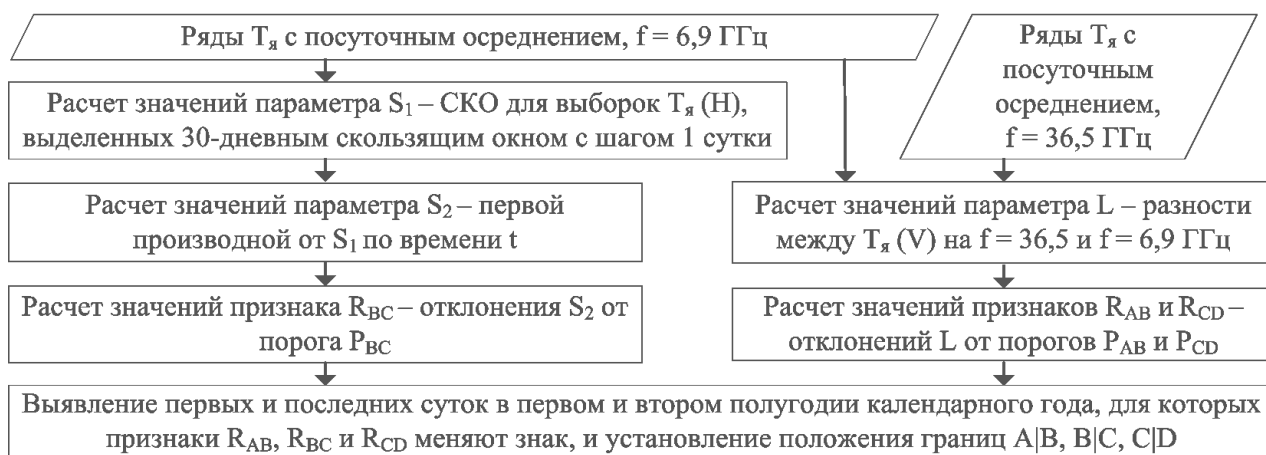 Ряды Tя с посуточным осреднением, f = 6,9 ГГц
Ряды Tя с
посуточным
осреднением,
f = 36,5 ГГц
Расчет значений параметра S1 – СКО для выборок Tя (H),
выделенных 30-дневным скользящим окном с шагом 1 сутки
Расчет значений параметра S2 – первой
производной от S1 по времени t
Расчет значений параметра L – разности
между Tя (V) на f = 36,5 и f = 6,9 ГГц
Расчет значений признака RBC – отклонения S2 от
порога PBC
Расчет значений признаков RAB и RCD –
отклонений L от порогов PAB и PCD
Выявление первых и последних суток в первом и втором полугодии календарного года, для которых
признаки RAB, RBC и RCD меняют знак, и установление положения границ A|B, B|C, C|D